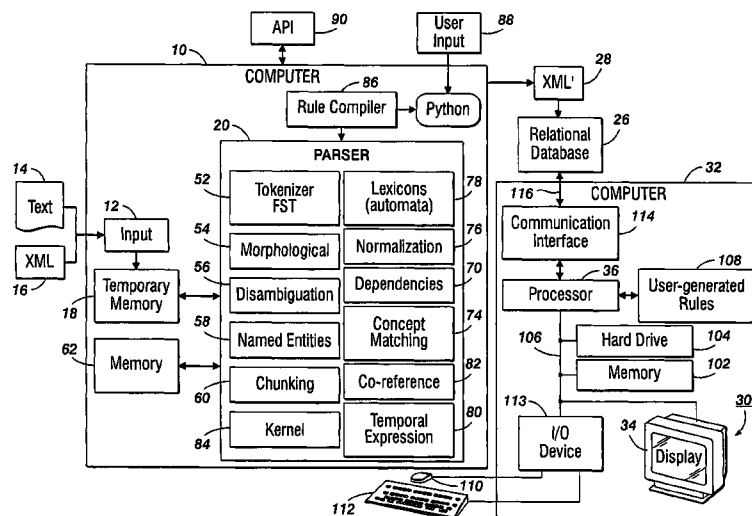 API
90
User
Input
88
10
COMPUTER
86
Rule Compiler
Python
XML'
28
Relational
Database
26
20
PARSER
14
Text
12
Input
XML
16
Temporary
Memory
18
62
Memory
52
Tokenizer
FST
54
Morphological
56
Disambiguation
58
Named Entities
60
Chunking
84
Kernel
Lexicons
(automata)
78
Normalization
76
Dependencies
70
Concept
Matching
74
Co-reference
82
Temporal
Expression
80
116
32
COMPUTER
Communication
Interface
114
36
Processor
108
User-generated
Rules
106
Hard Drive
104
Memory
102
113
I/O
Device
34
Display
30
110
112